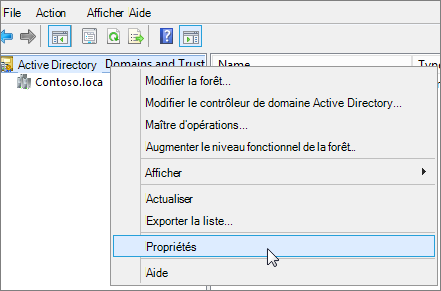 File Action Afficher Aide
Active Directory Domains and Trust
Name Type
Contoso.loca
Modifier la forêt...
Modifier le contrôleur de domaine Active Directory...
Maître d'opérations...
Augmenter le niveau fonctionnel de la forêt...
Afficher
Actualiser
Exporter la liste...
Propriétés
Aide